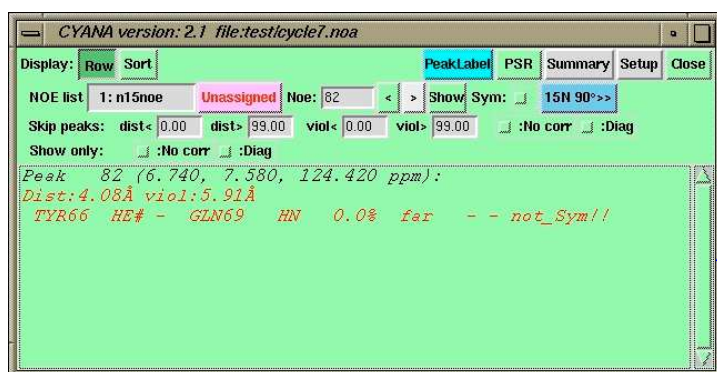 CYANA version: 2.1 file:test/cycle7.noa
Display: Row Sort PeakLabel PSR Summary Setup Close
NOE list 1: n15noe Unassigned Noe: 82 < > Show Sym: 15N 90°>>
Skip peaks: dist< 0.00 dist> 99.00 viol< 0.00 viol> 99.00 :No corr :Diag
Show only: :No corr :Diag
Peak 82 (6.740, 7.580, 124.420 ppm):
Dist:4.08Å viol:5.91Å
TYR66 HE# - GLN69 HN 0.0% far - - not_Sym!!